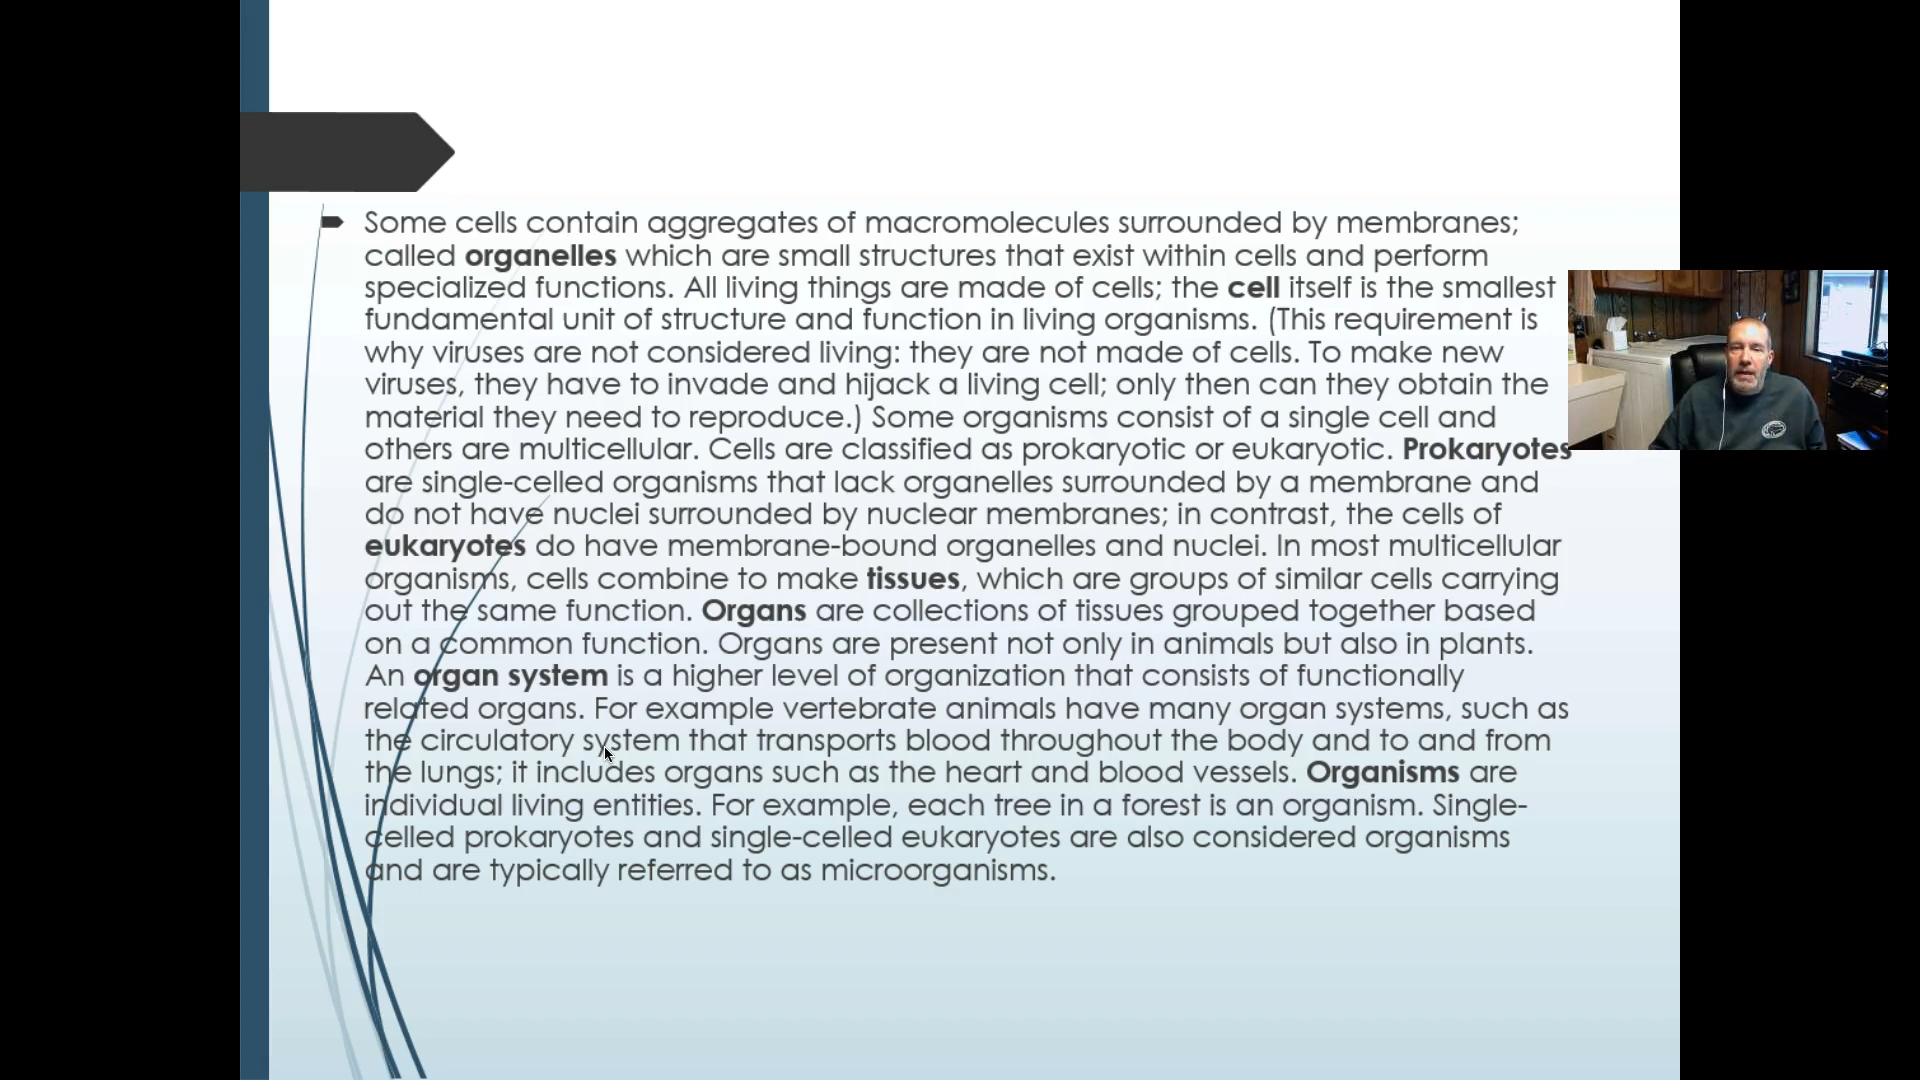 Some cells contain aggregates of macromolecules surrounded by membranes;
called organelles which are small structures that exist within cells and perform
specialized functions. All living things are made of cells; the cell itself is the smallest
fundamental unit of structure and function in living organisms. (This requirement is
why viruses are not considered living: they are not made of cells. To make new
viruses, they have to invade and hijack a living cell; only then can they obtain the
material they need to reproduce.) Some organisms consist of a single cell and
others are multicellular. Cells are classified as prokaryotic or eukaryotic. Prokaryotes
are single-celled organisms that lack organelles surrounded by a membrane and
do not have nuclei surrounded by nuclear membranes; in contrast, the cells of
eukaryotes do have membrane-bound organelles and nuclei. In most multicellular
organisms, cells combine to make tissues, which are groups of similar cells carrying
out the same function. Organs are collections of tissues grouped together based
on a common function. Organs are present not only in animals but also in plants.
An organ system is a higher level of organization that consists of functionally
related organs. For example vertebrate animals have many organ systems, such as
the circulatory system that transports blood throughout the body and to and from
the lungs; it includes organs such as the heart and blood vessels. Organisms are
individual living entities. For example, each tree in a forest is an organism. Single-
celled prokaryotes and single-celled eukaryotes are also considered organisms
and are typically referred to as microorganisms.